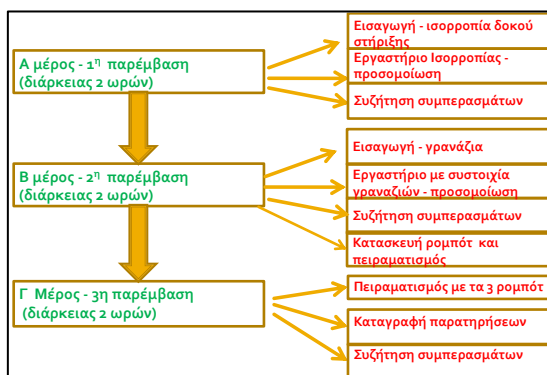 Α μέρος - 1η παρέμβαση
(διάρκειας 2 ωρών)
Εισαγωγή - ισορροπία δοκού
στήριξης
Εργαστήριο Ισορροπίας -
προσομοίωση
Συζήτηση συμπερασμάτων
Β μέρος - 2η παρέμβαση
(διάρκειας 2 ωρών)
Εισαγωγή - γρανάζια
Εργαστήριο με συστοιχία
γραναζιών - προσομοίωση
Συζήτηση συμπερασμάτων
Κατασκευή ρομπότ και
πειραματισμός
Γ Μέρος - 3η παρέμβαση
(διάρκειας 2 ωρών)
Πειραματισμός με τα 3 ρομπότ
Καταγραφή παρατηρήσεων
Συζήτηση συμπερασμάτων